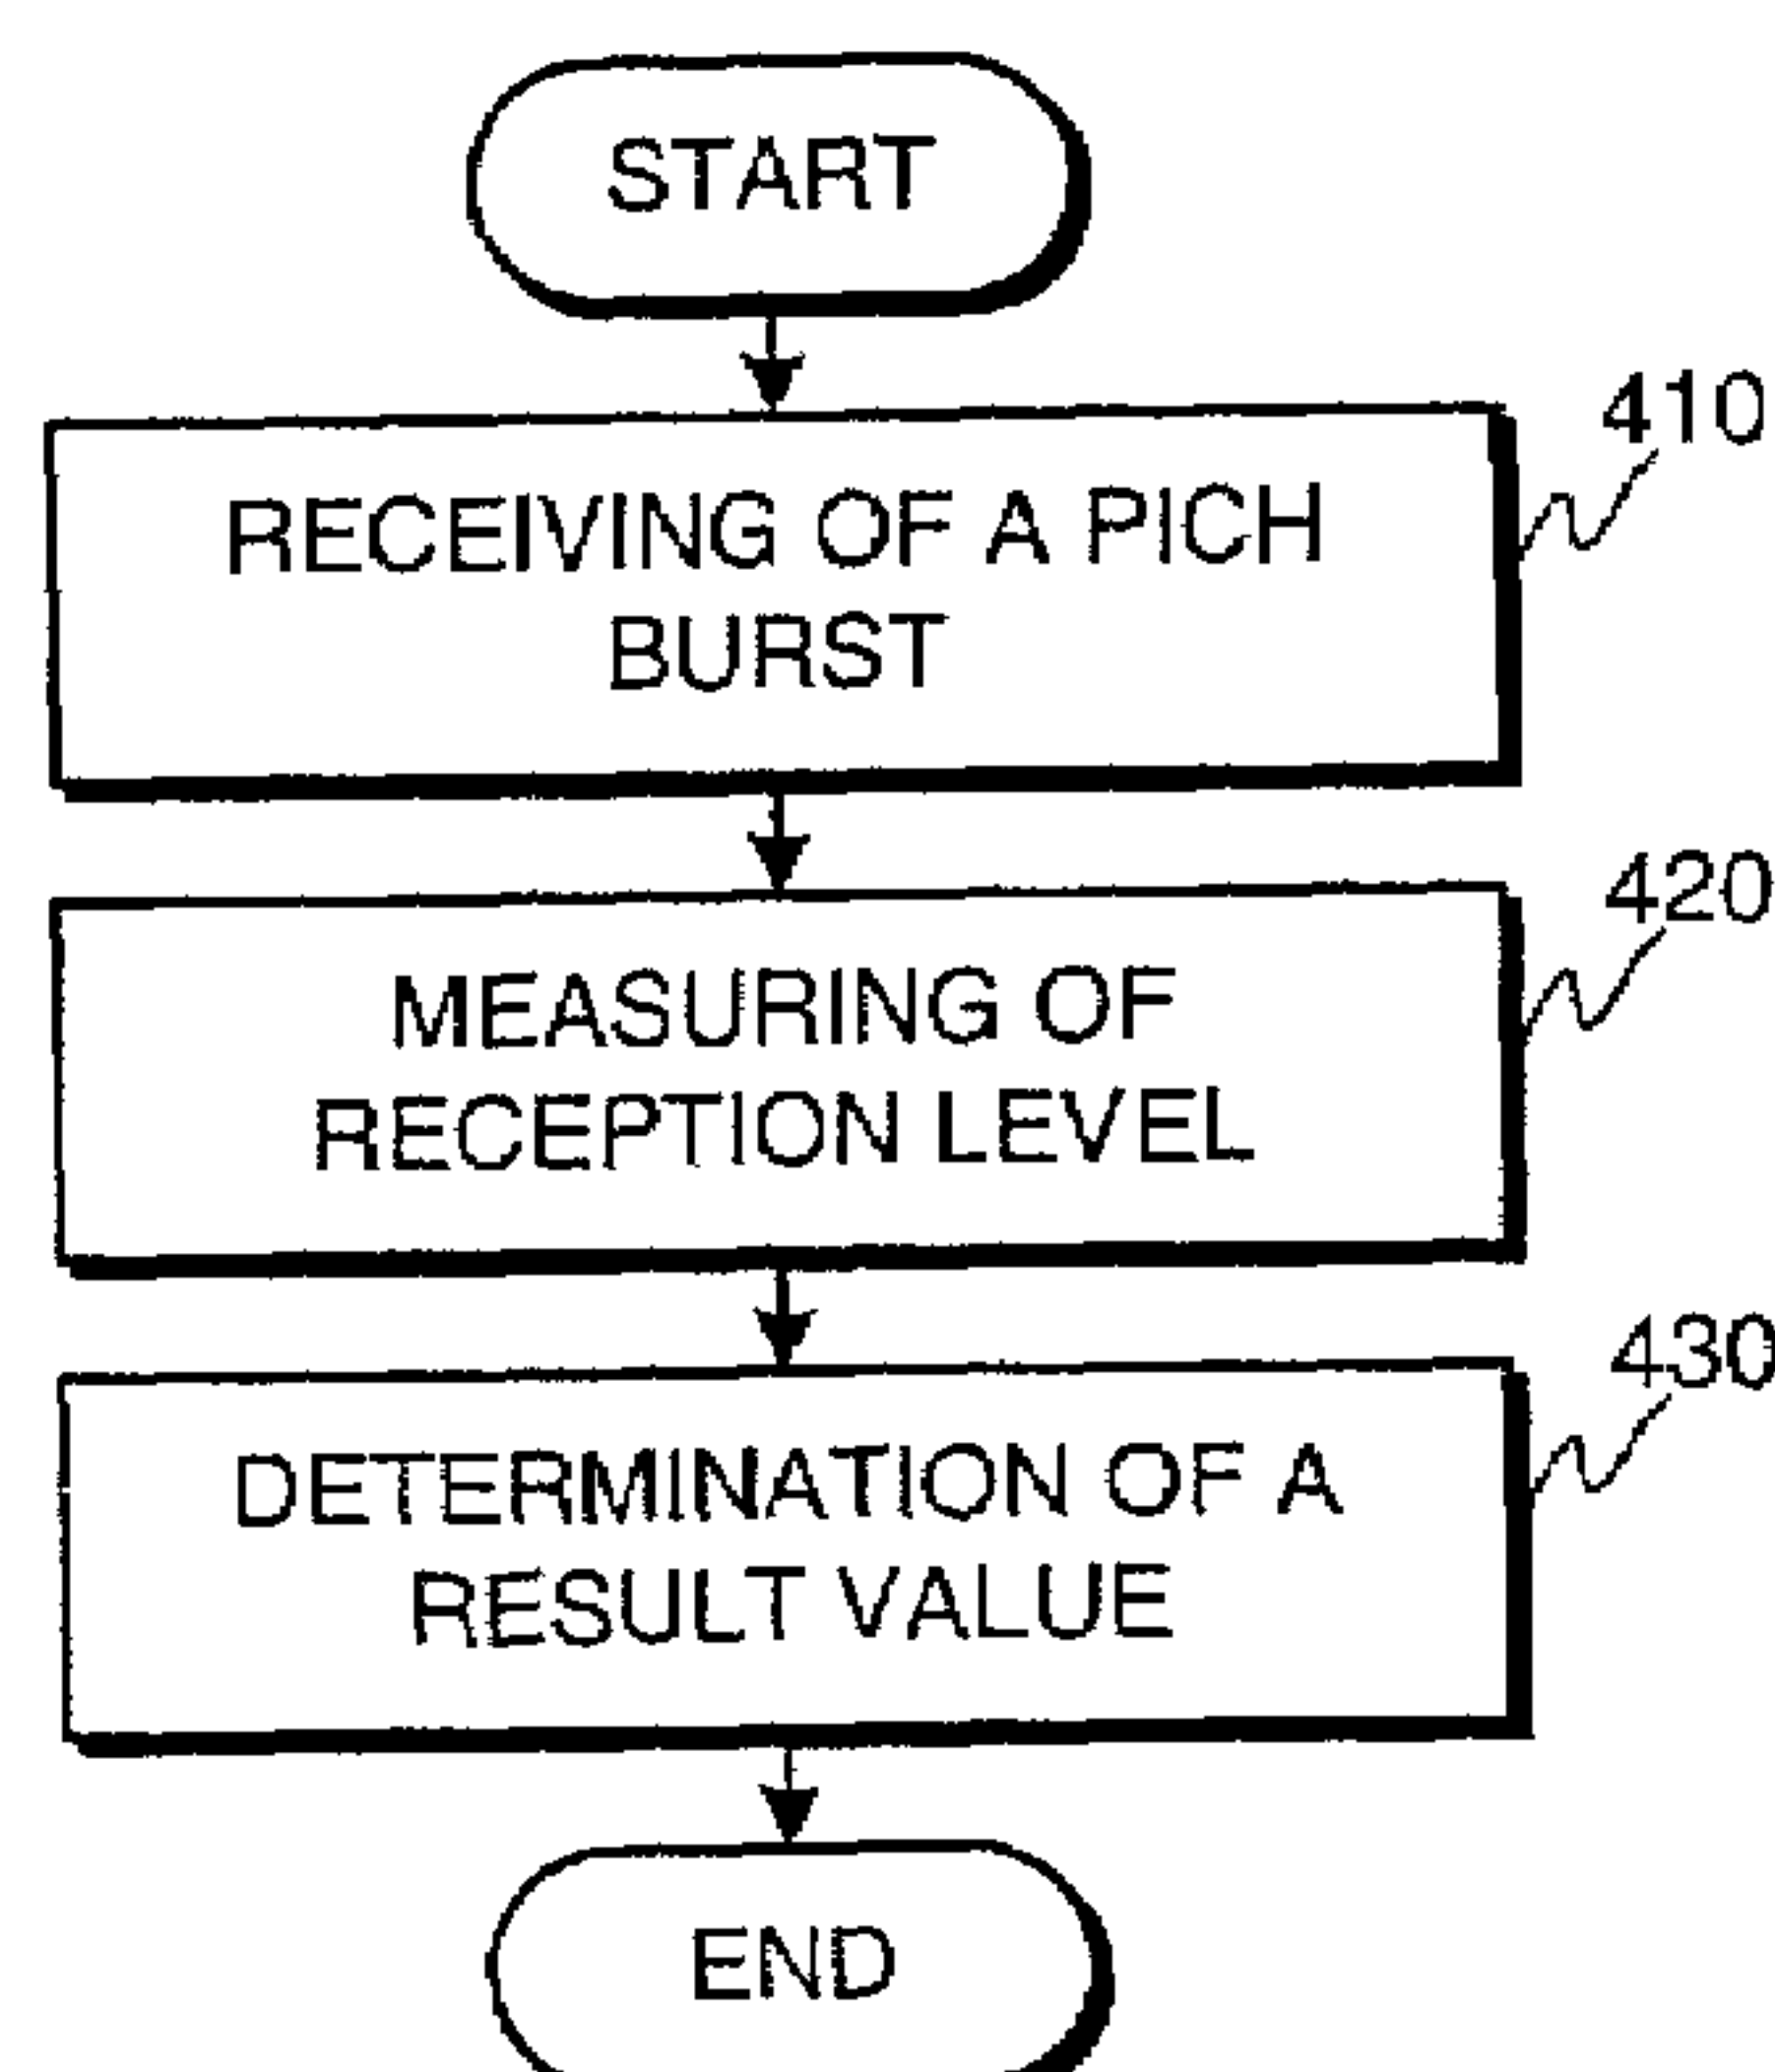 START
410
RECEIVING OF A PICH
BURST
420
MEASURING OF
RECEPTION LEVEL
430
DETERMINATION OF A
RESULT VALUE
END